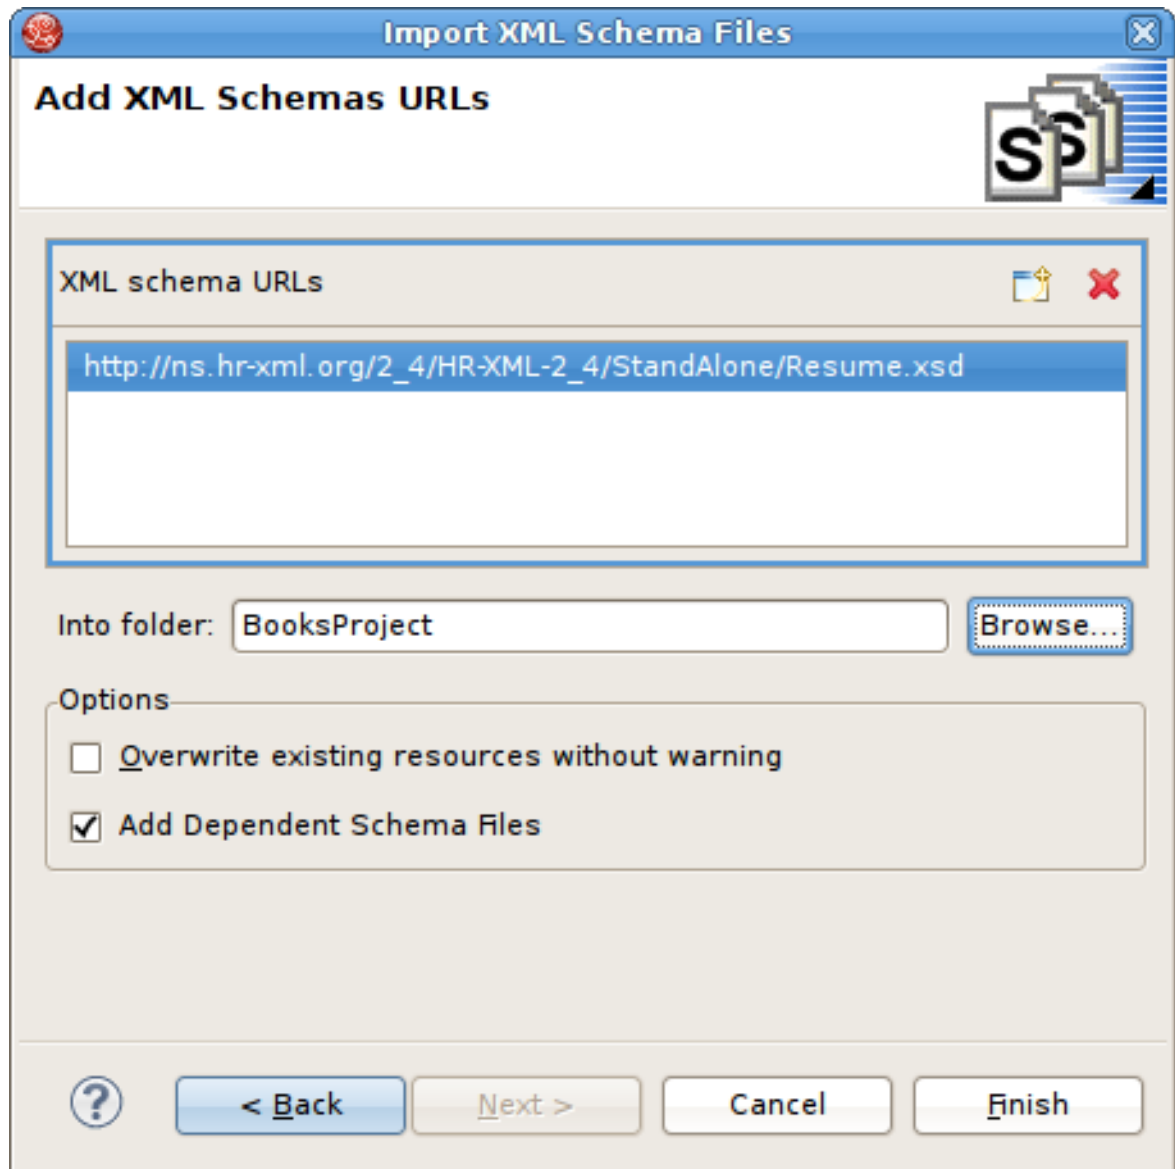 Import XML Schema Files
Add XML Schemas URLs
S S
XML schema URLs
http://ns.hr-xml.org/2_4/HR-XML-2_4/StandAlone/Resume.xsd
Into folder: BooksProject Browse...
Options
Overwrite existing resources without warning
Add Dependent Schema Files
? < Back Next > Cancel Finish